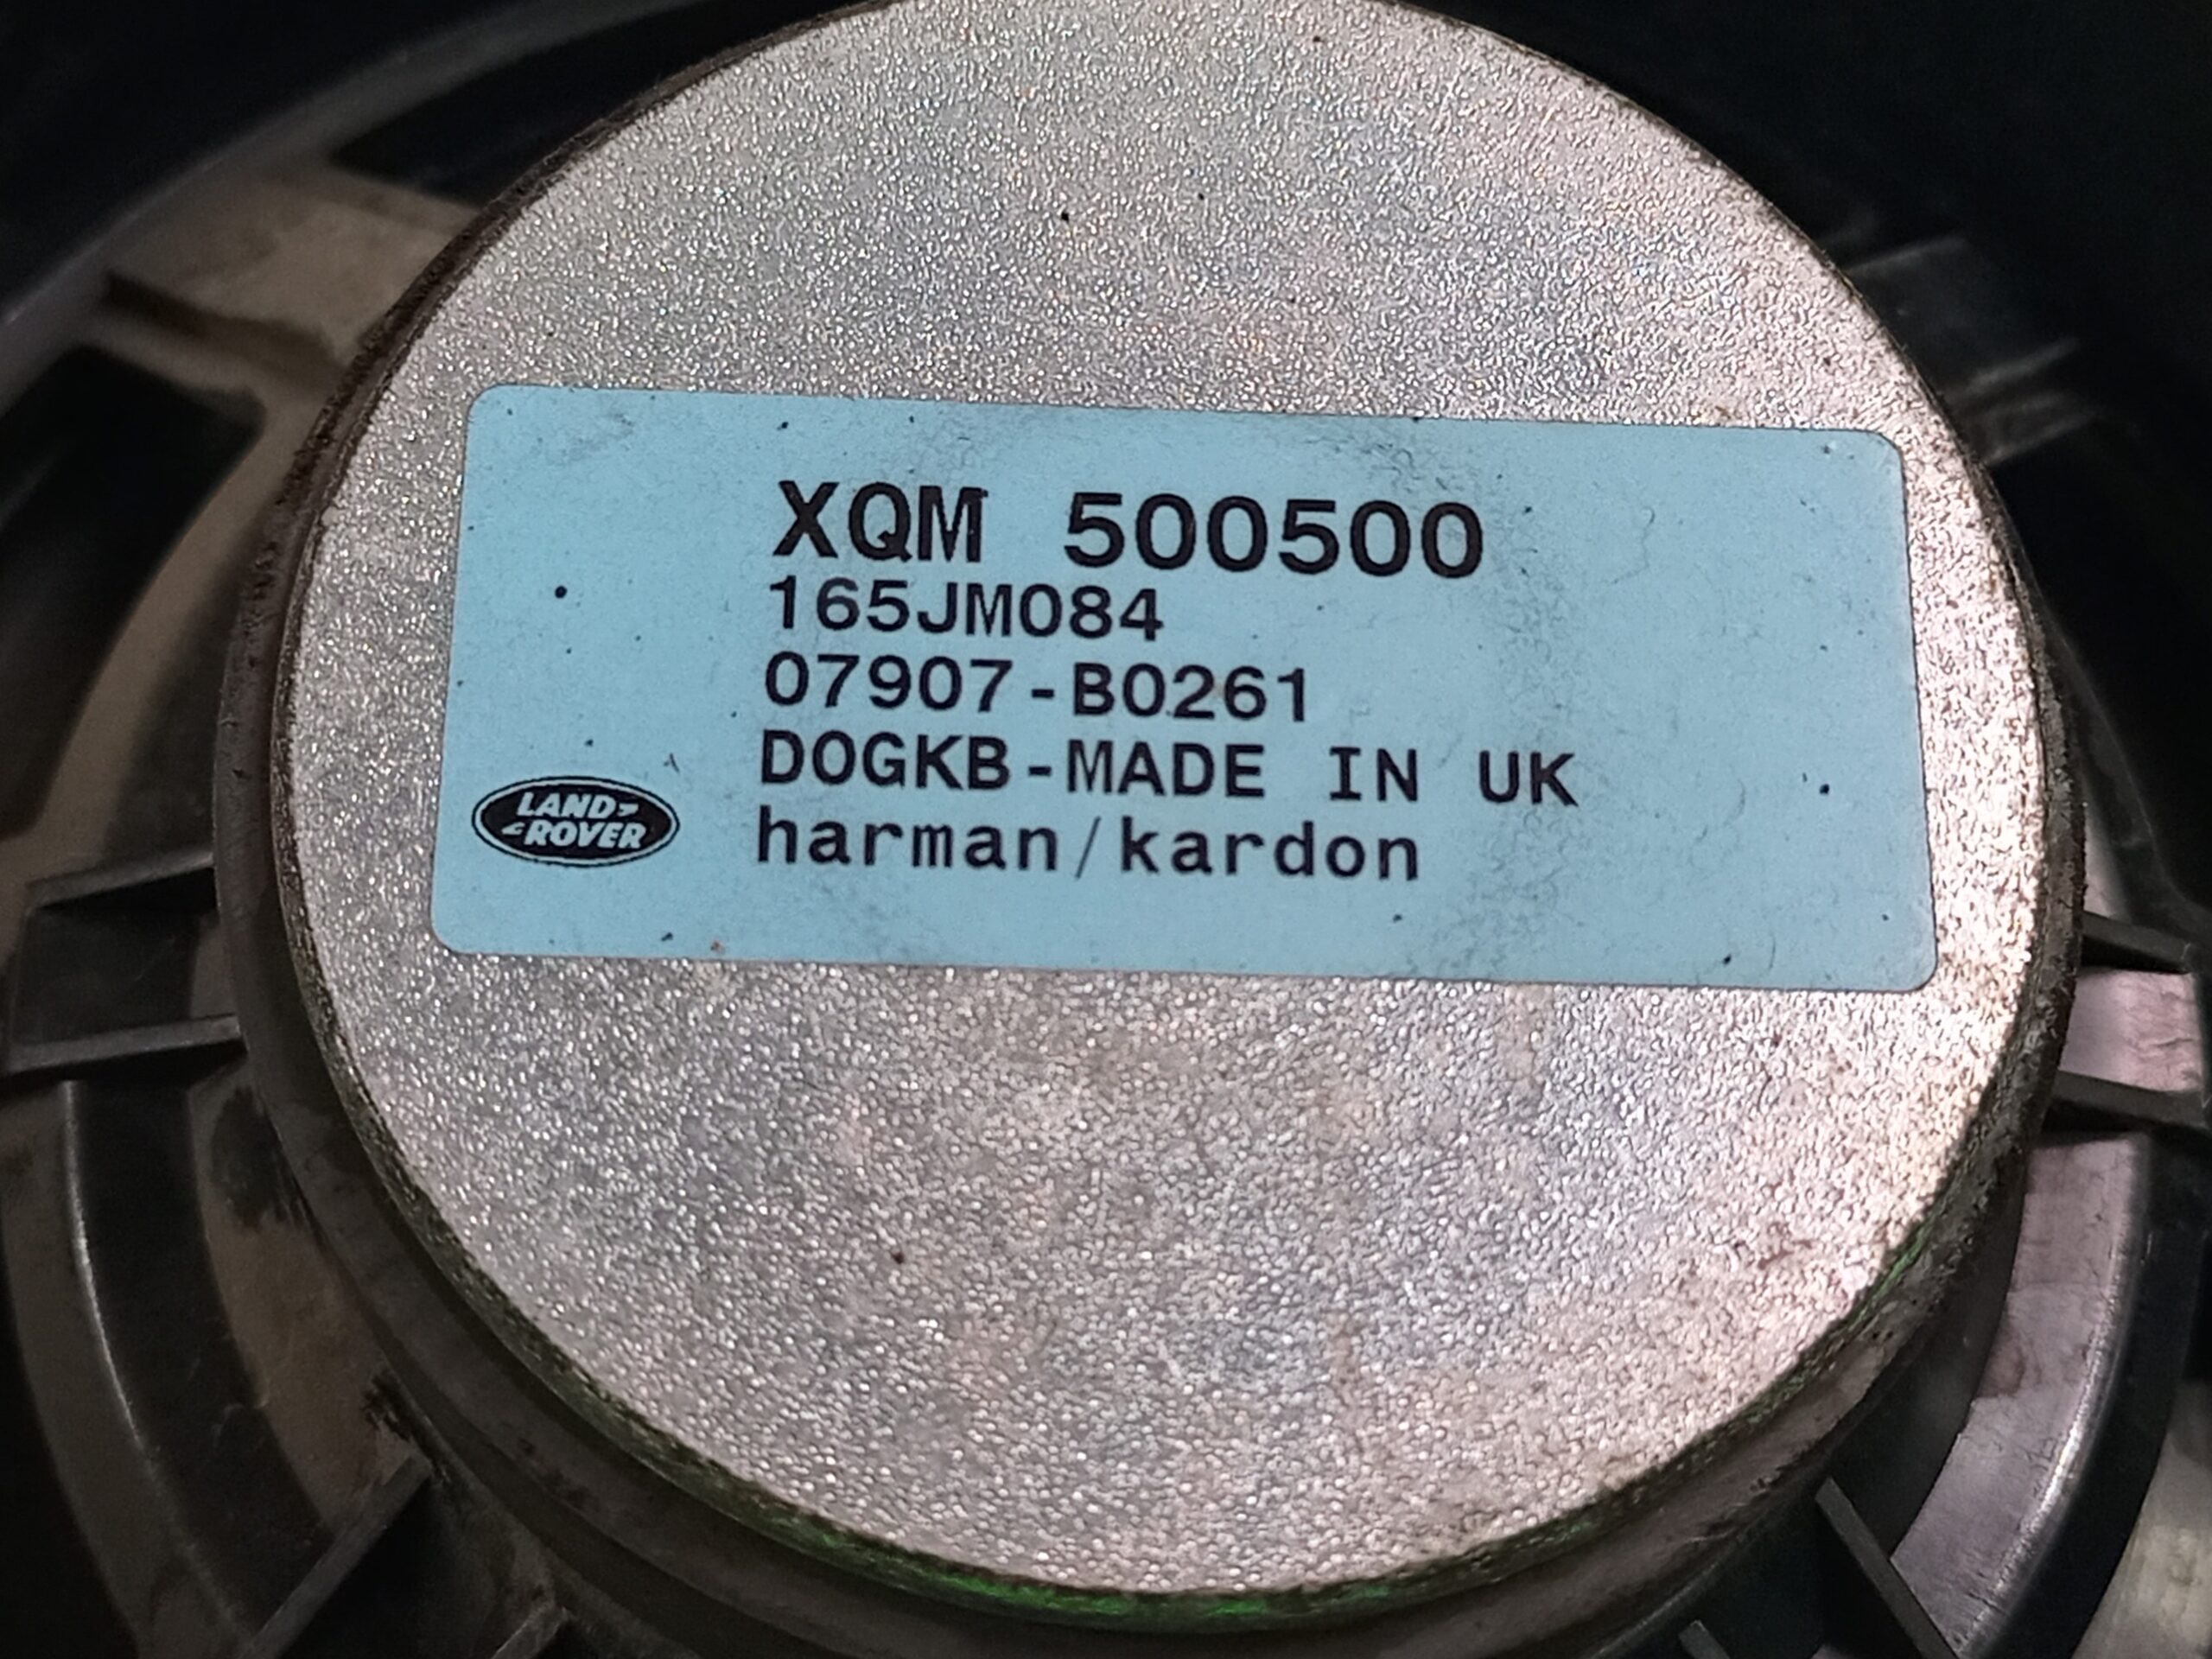 XQM 500500
165JM084
07907-B0261
DOGKB-MADE IN UK
LAND
ROVER
harman/kardon